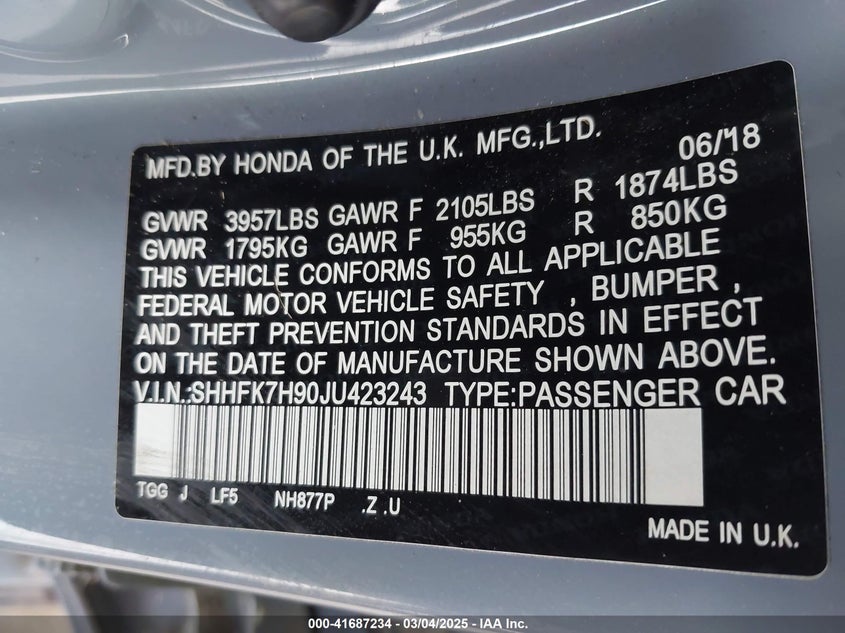 MFD.BY HONDA OF THE U.K. MFG.,LTD. 06/18
GVWR 3957LBS GAWR F 2105LBS R 1874LBS
GVWR 1795KG GAWR F 955KG R 850KG
THIS VEHICLE CONFORMS TO ALL APPLICABLE
FEDERAL MOTOR VEHICLE SAFETY , BUMPER ,
AND THEFT PREVENTION STANDARDS IN EFFECT
ON THE DATE OF MANUFACTURE SHOWN ABOVE.
V.I.N.:SHHFK7H90JU423243 TYPE:PASSENGER CAR
TGG J LF5 NH877P .Z .U
MADE IN U.K.
000-41687234 - 03/04/2025 - IAA Inc.